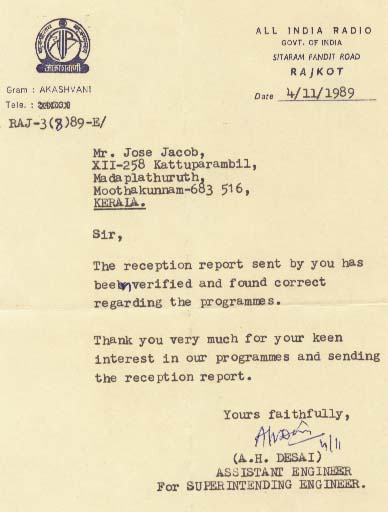 ALL INDIA RADIO
GOVT. OF INDIA
SITARAM PANDIT ROAD
RAJKOT
Gram : AKASHVANI
Tele. :
Date 4/11/1989
RAJ-3(8)89-E/
Mr. Jose Jacob,
XII-258 Kattuparambil,
Madaplathuruth,
Moothakunnam-683 516,
KERALA.
Sir,
The reception report sent by you has
been verified and found correct
regarding the programmes.
Thank you very much for your keen
interest in our programmes and sending
the reception report.
Yours faithfully,
4/11
(A.H. DESAI)
ASSISTANT ENGINEER
For SUPERINTENDING ENGINEER.